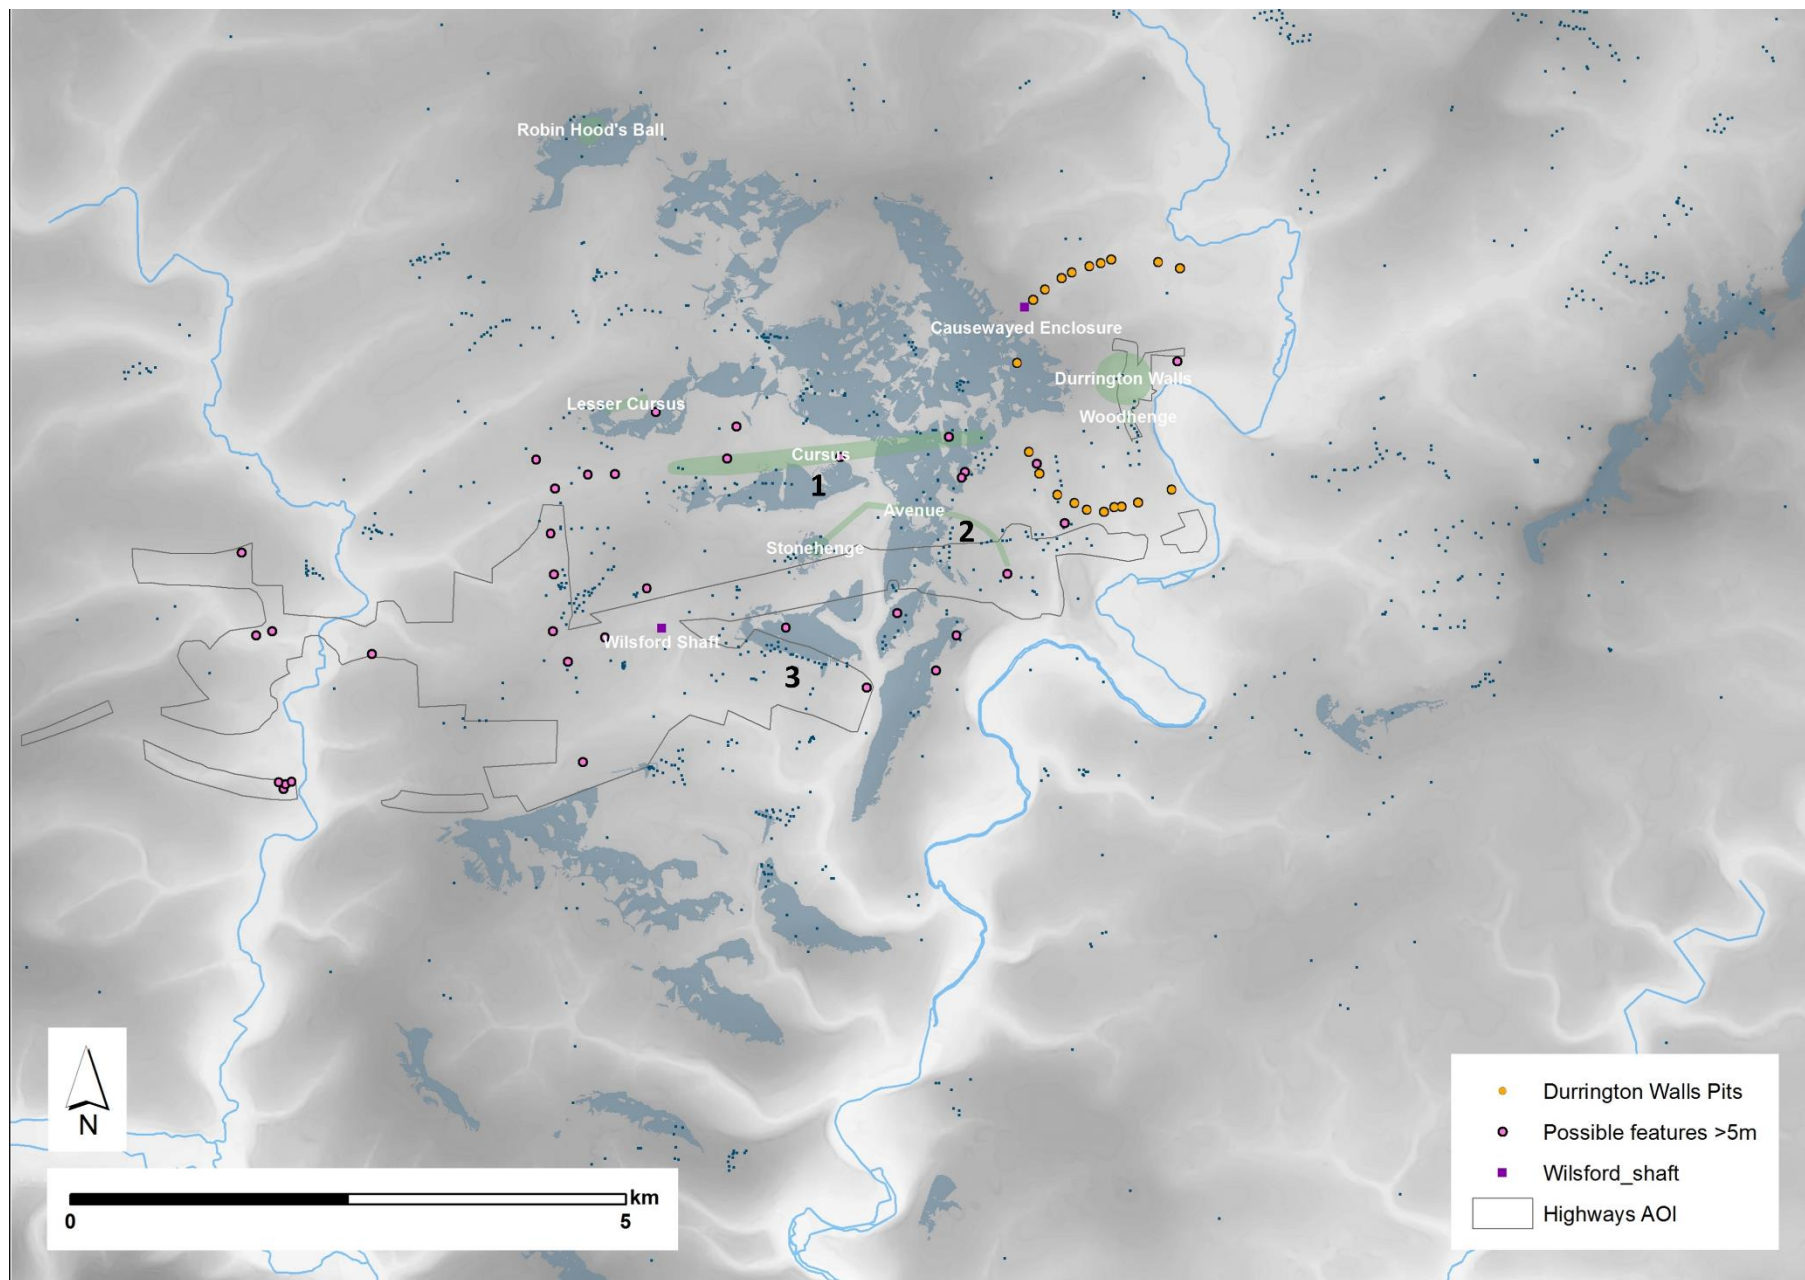 Robin Hood's Ball
Causewayed Enclosure
Durrington Walls
Lesser Cursus
Woodhenge
Cursus
1
Avenue
2
Stonehenge
Wilsford Shaft
3
N
km
0
5
Durrington Walls Pits
Possible features >5m
Wilsford_shaft
Highways AOI